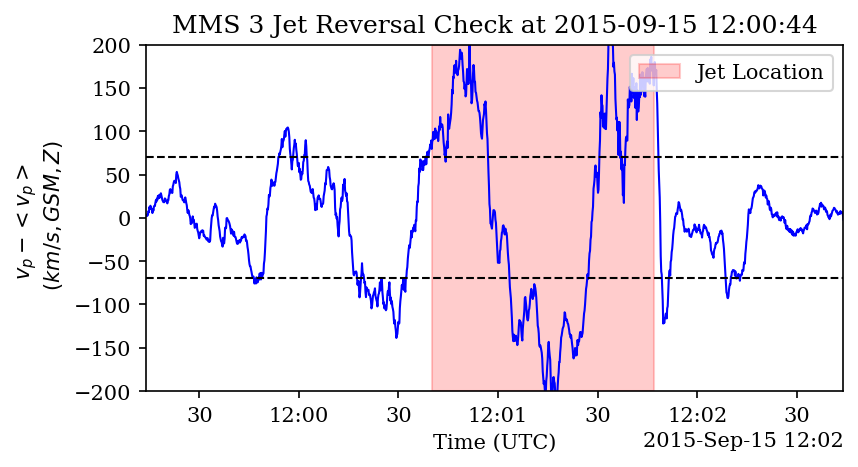 MMS 3 Jet Reversal Check at 2015-09-15 12:00:44
200
150
100
50
0
−50
−100
−150
−200
v_p − < v_p >
(km/s, GSM, Z)
Jet Location
30
12:00
30
12:01
30
12:02
30
Time (UTC)
2015-Sep-15 12:02